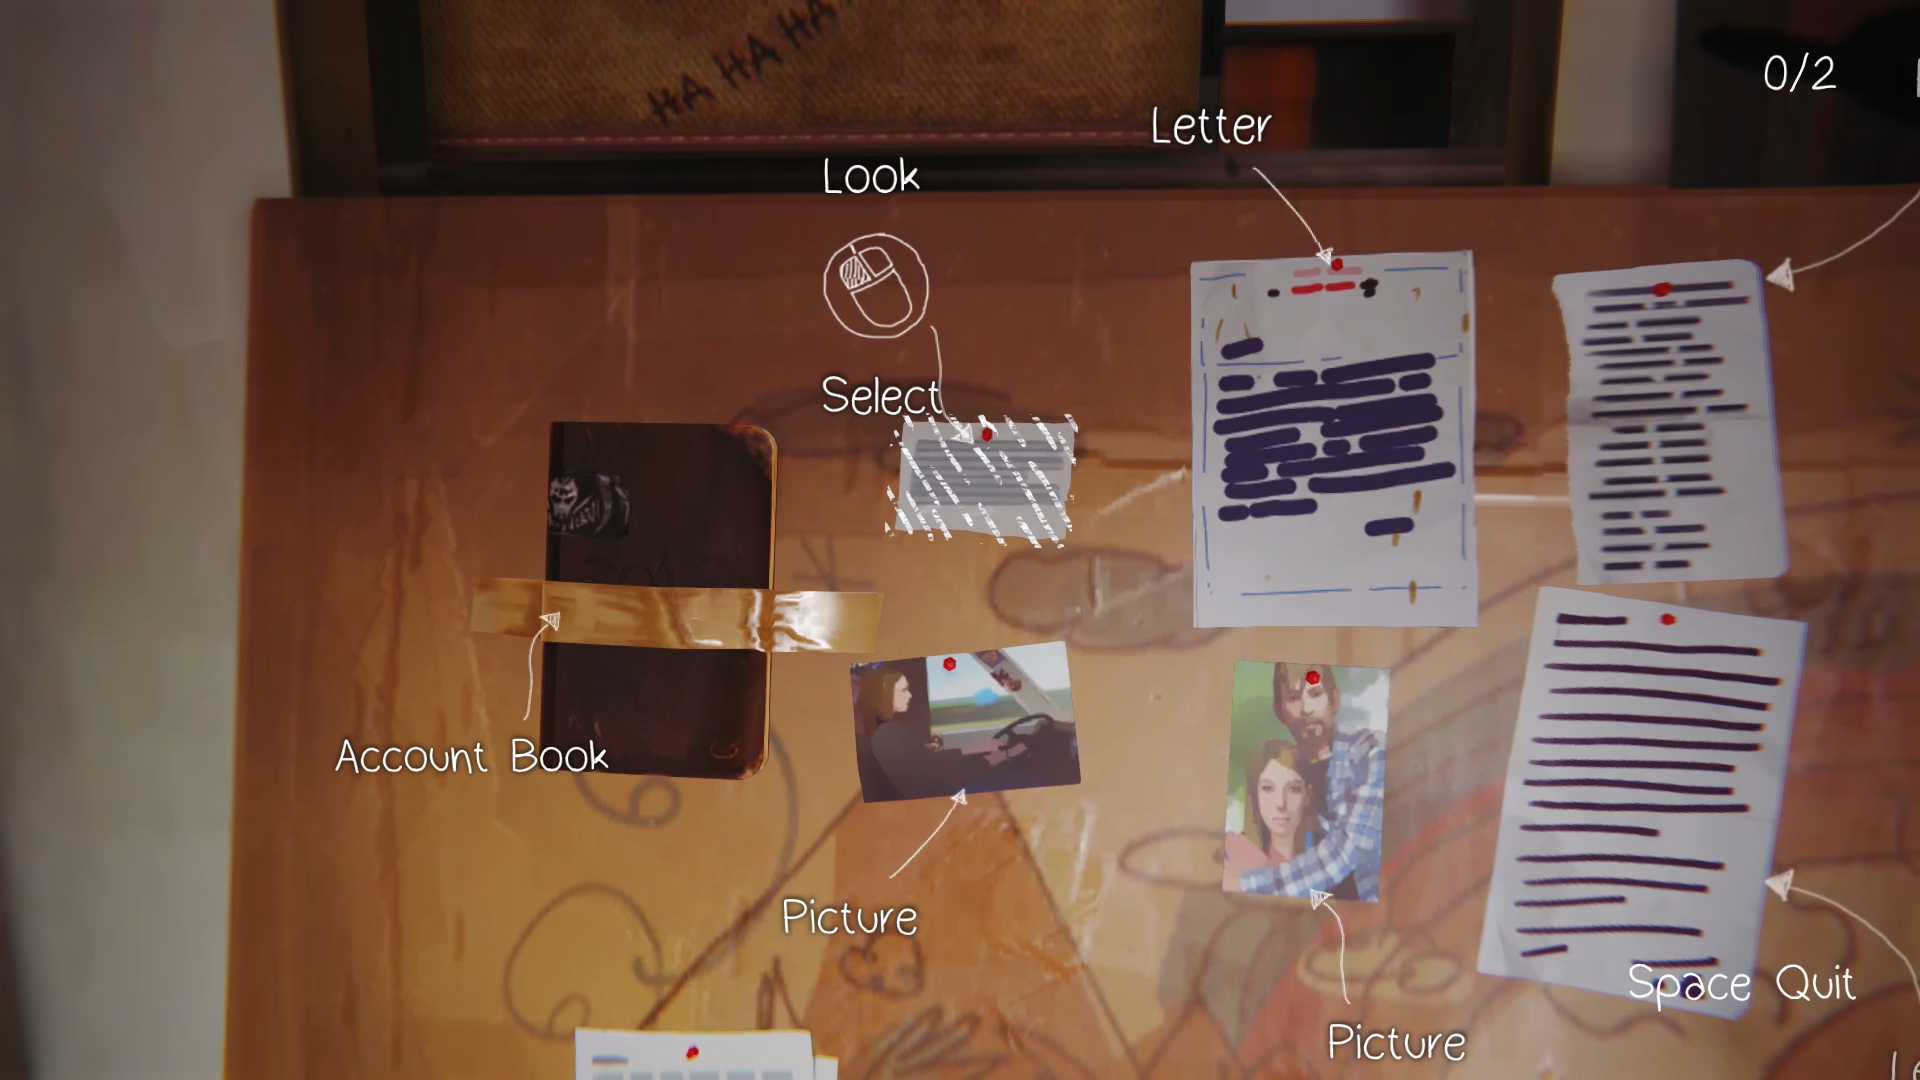 HA HA HA
0/2
Letter
Look
Select
Account Book
Picture
Space Quit
Picture